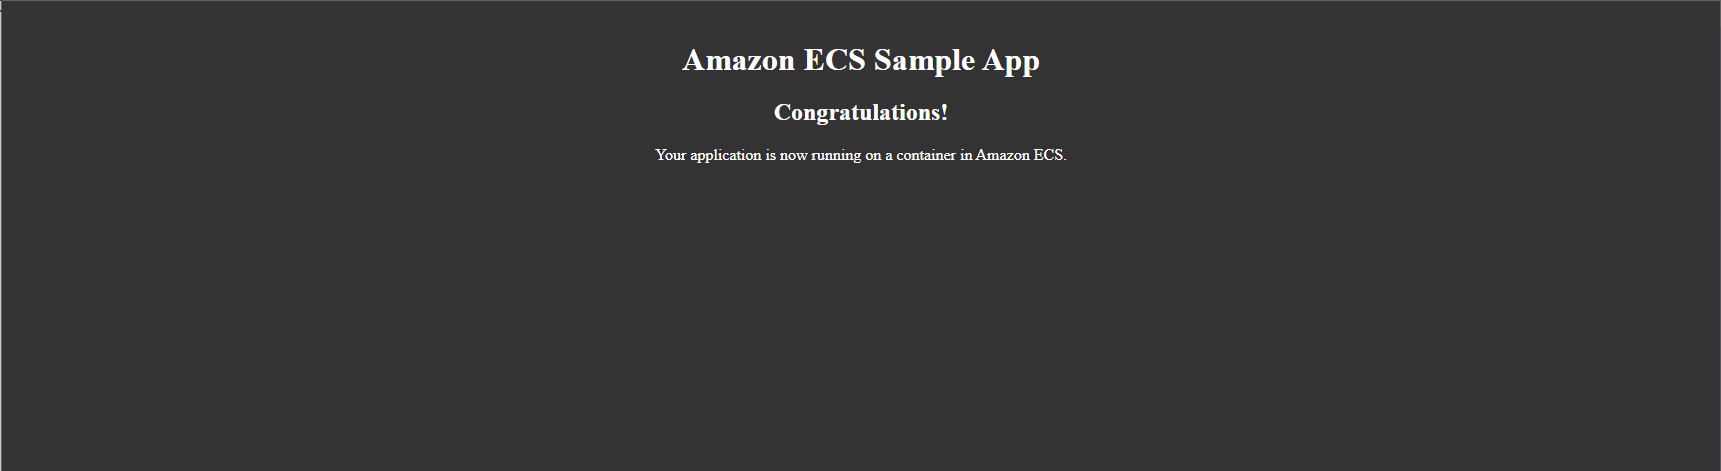 Amazon ECS Sample App
Congratulations!
Your application is now running on a container in Amazon ECS.